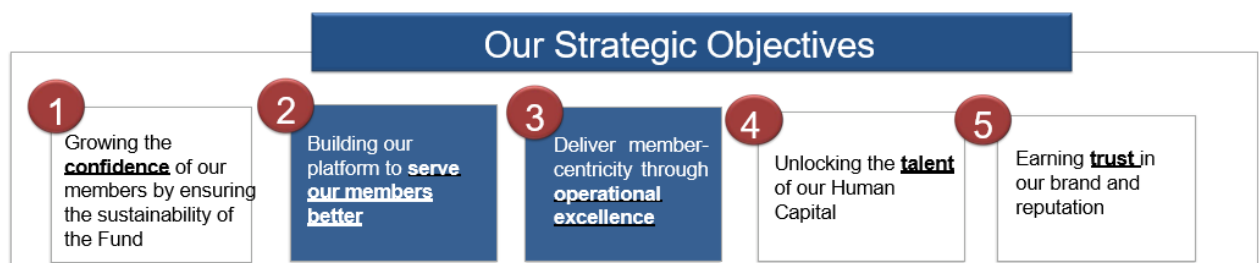 Our Strategic Objectives
1
Growing the
confidence of our
members by ensuring
the sustainability of
the Fund
2
Building our
platform to serve
our members
better
3
Deliver member-
centricity through
operational
excellence
4
Unlocking the talent
of our Human
Capital
5
Earning trust in
our brand and
reputation